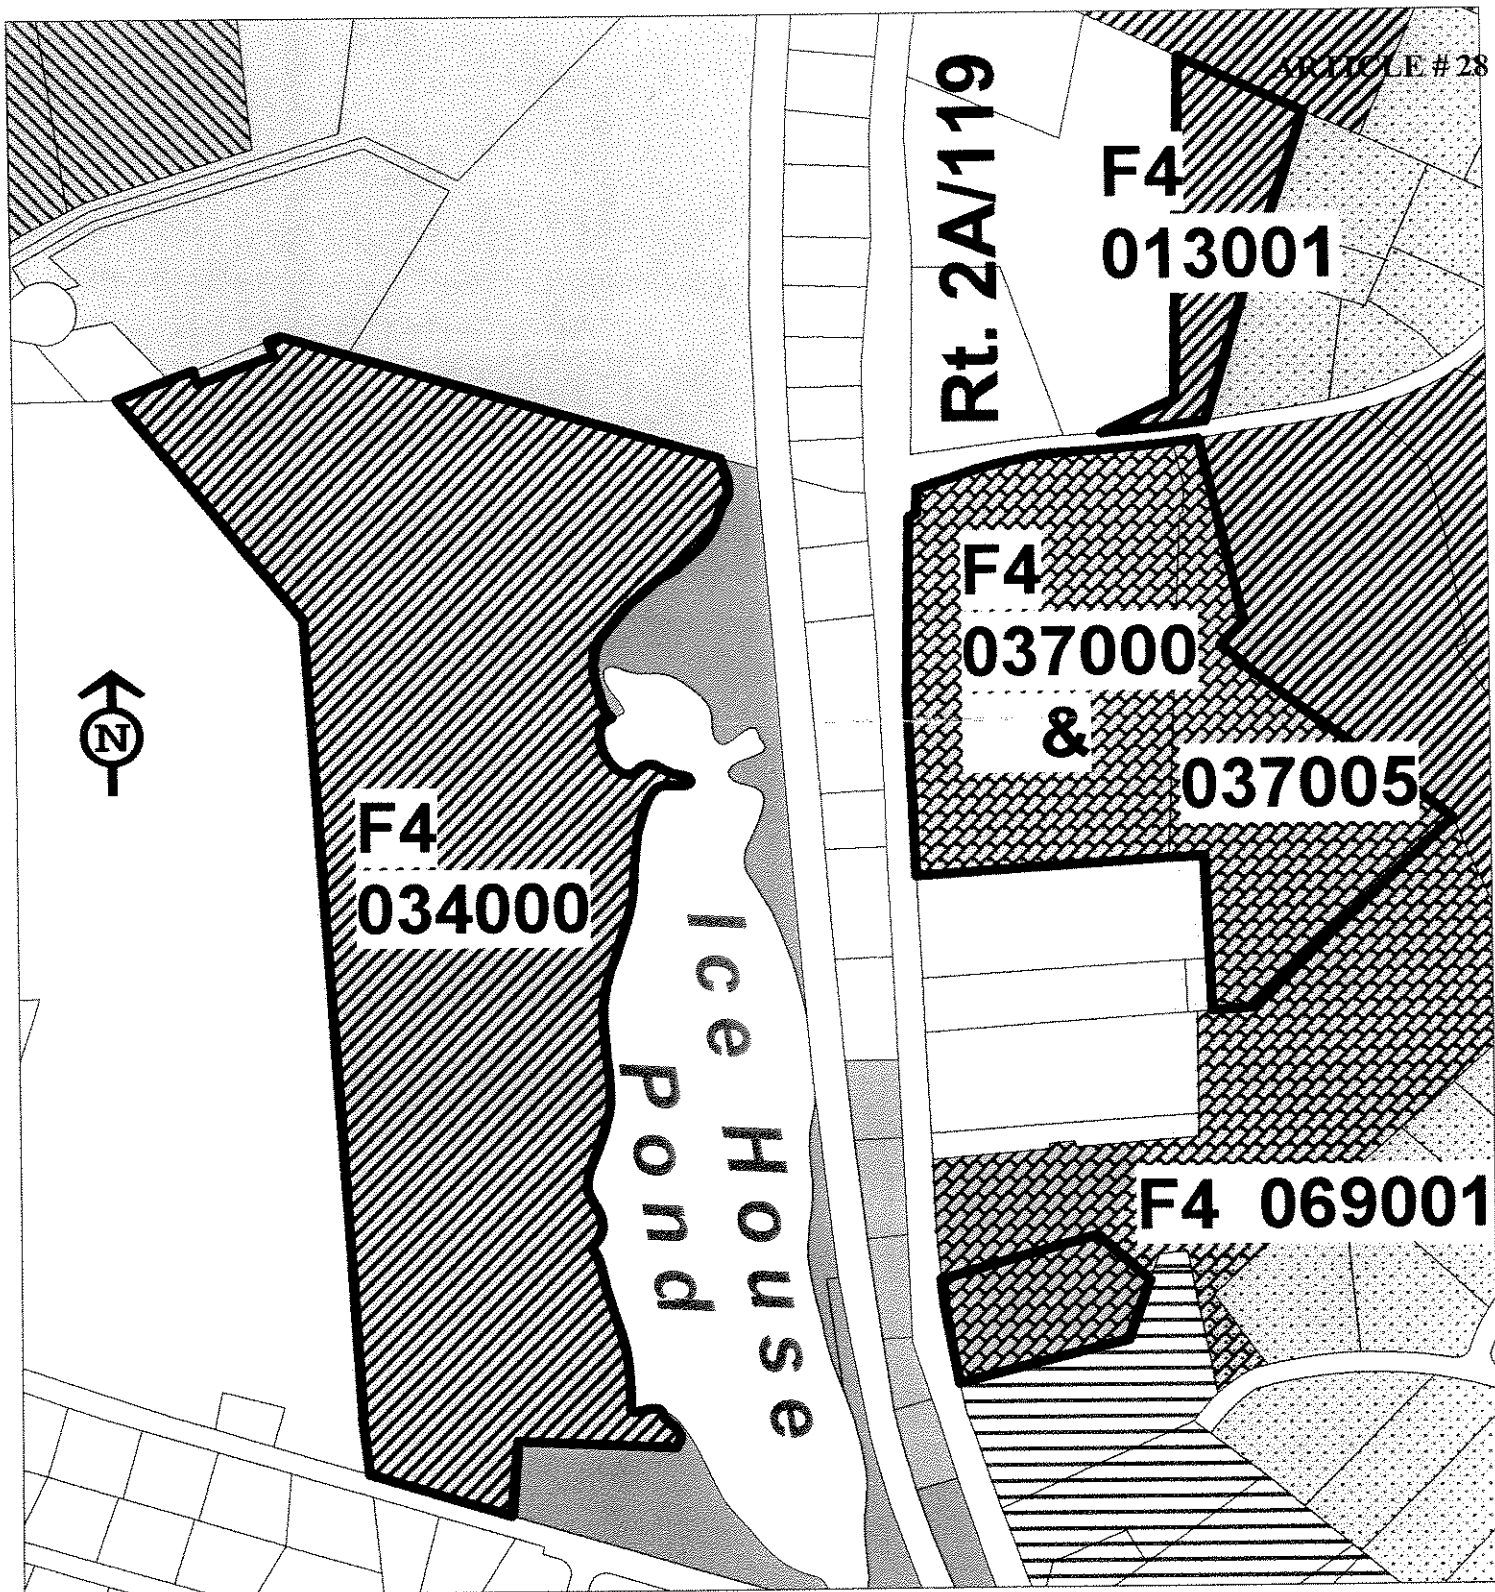 ARTICLE # 28
Rt. 2A/119
F4
013001
F4
037000
&
037005
N
F4
034000
Ice House
pond
F4 069001